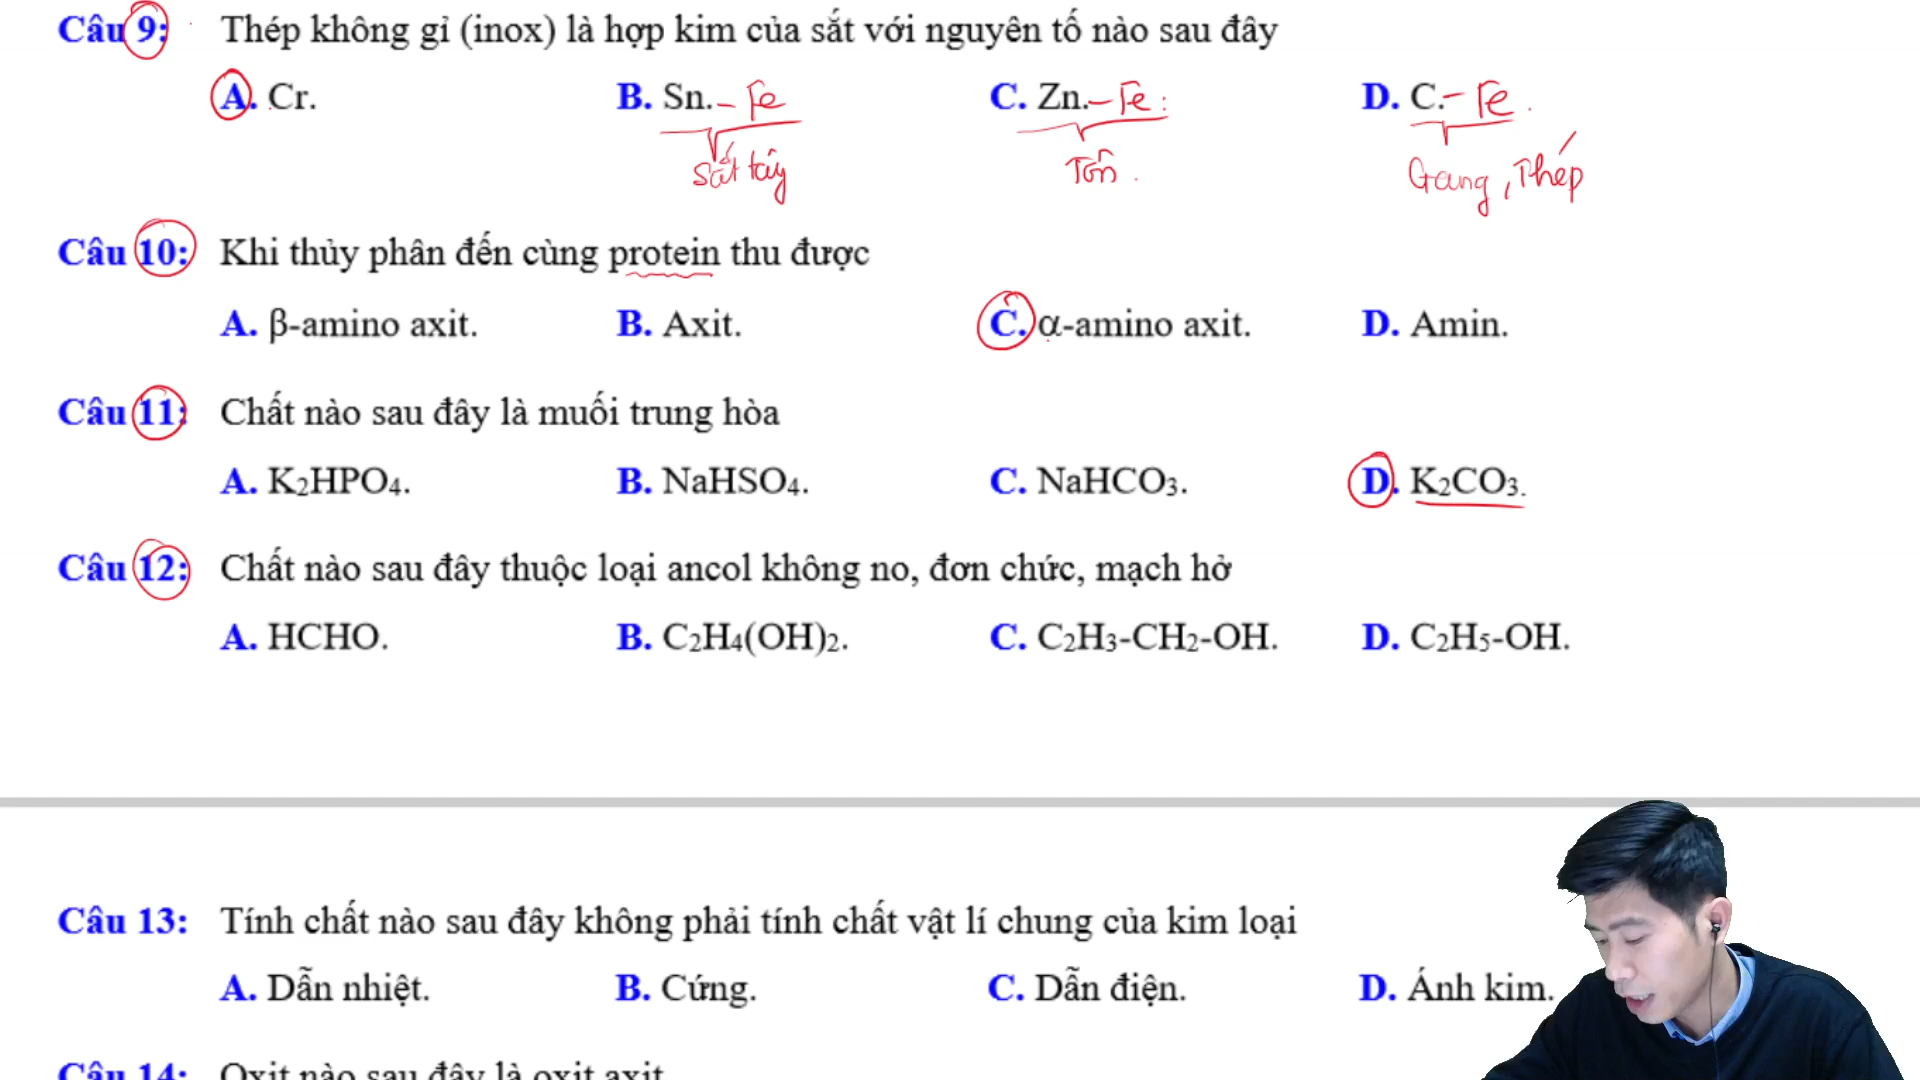 Câu 9: Thép không gỉ (inox) là hợp kim của sắt với nguyên tố nào sau đây
A. Cr. B. Sn. – Fe C. Zn. – Fe: D. C. – Fe.
Sắt tây Tôn. Gang, Thép
Câu 10: Khi thủy phân đến cùng protein thu được
A. β-amino axit. B. Axit. C. α-amino axit. D. Amin.
Câu 11: Chất nào sau đây là muối trung hòa
A. K₂HPO₄. B. NaHSO₄. C. NaHCO₃. D. K₂CO₃.
Câu 12: Chất nào sau đây thuộc loại ancol không no, đơn chức, mạch hở
A. HCHO. B. C₂H₄(OH)₂. C. C₂H₃-CH₂-OH. D. C₂H₅-OH.
Câu 13: Tính chất nào sau đây không phải tính chất vật lí chung của kim loại
A. Dẫn nhiệt. B. Cứng. C. Dẫn điện. D. Ánh kim.
Câu 14: Oxit nào sau đây là oxit axit